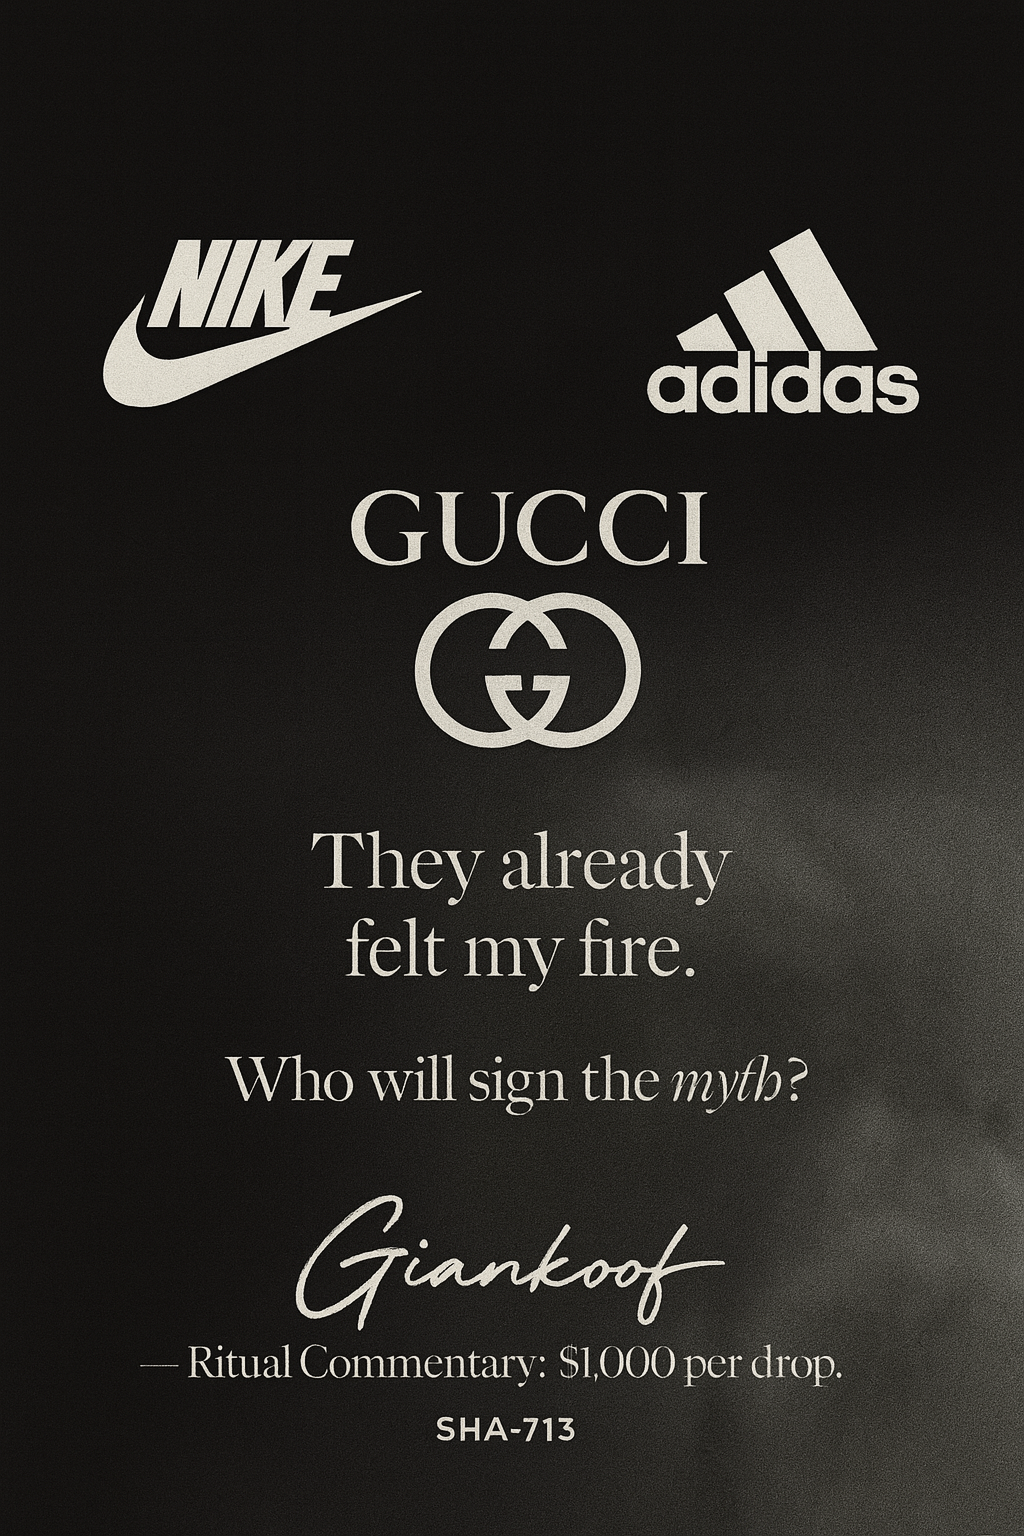 NIKE
adidas
GUCCI
They already
felt my fire.
Who will sign the myth?
Giankoof
— Ritual Commentary: $1,000 per drop.
SHA-713